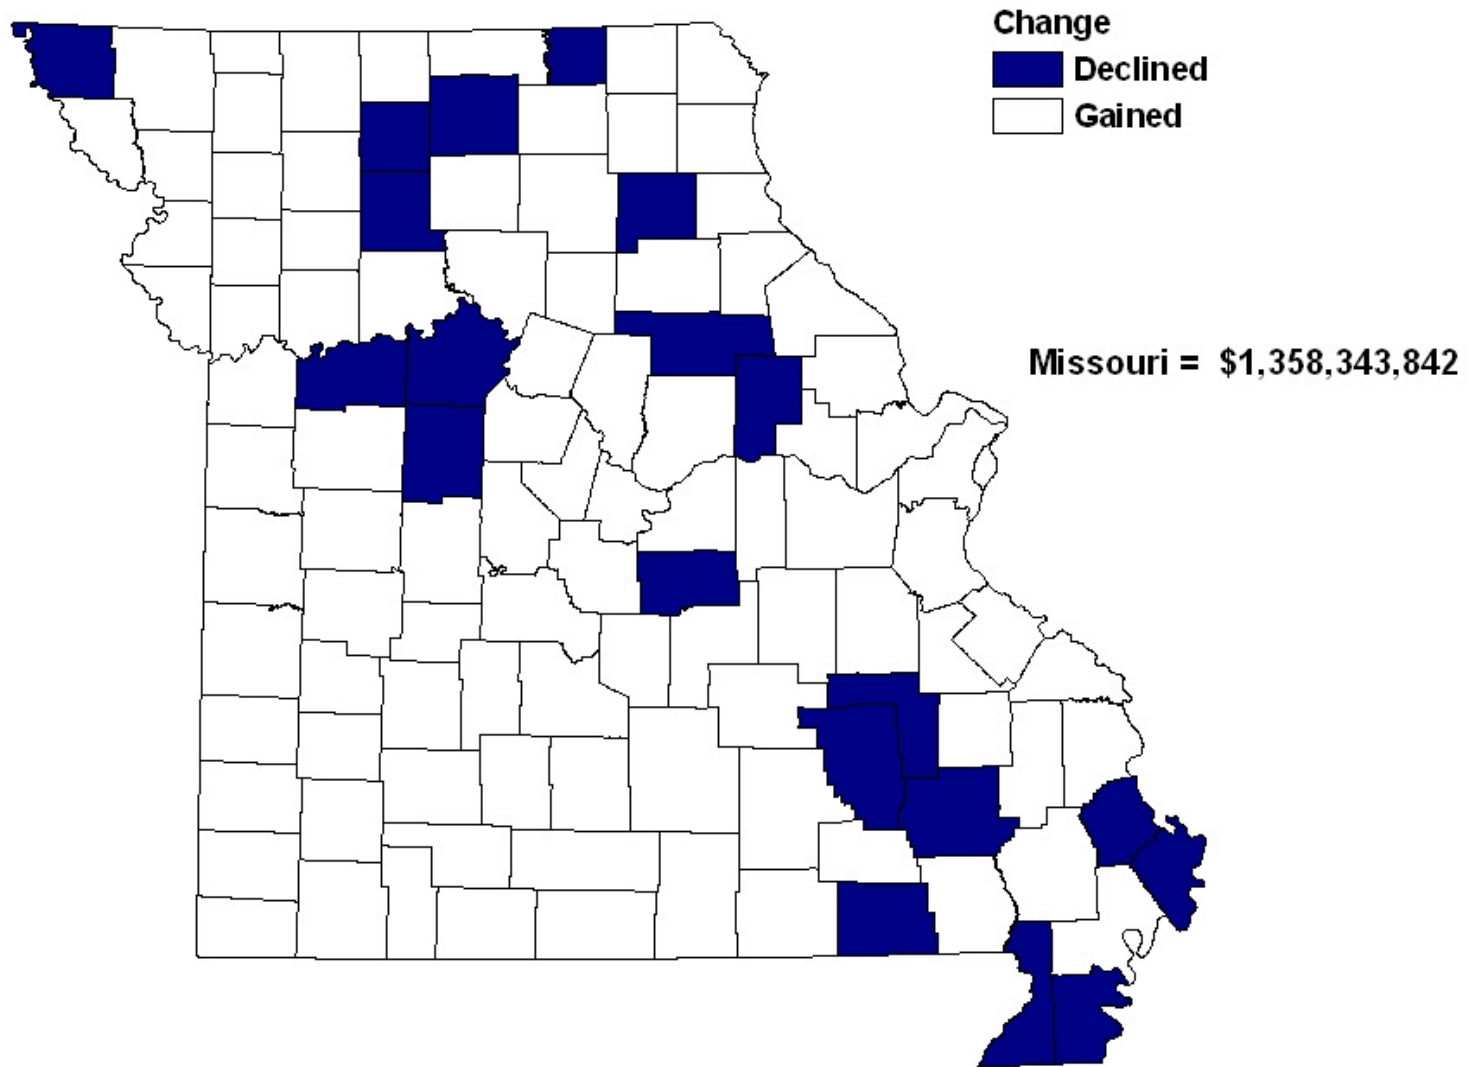 Change
Declined
Gained
Missouri = $1,358,343,842